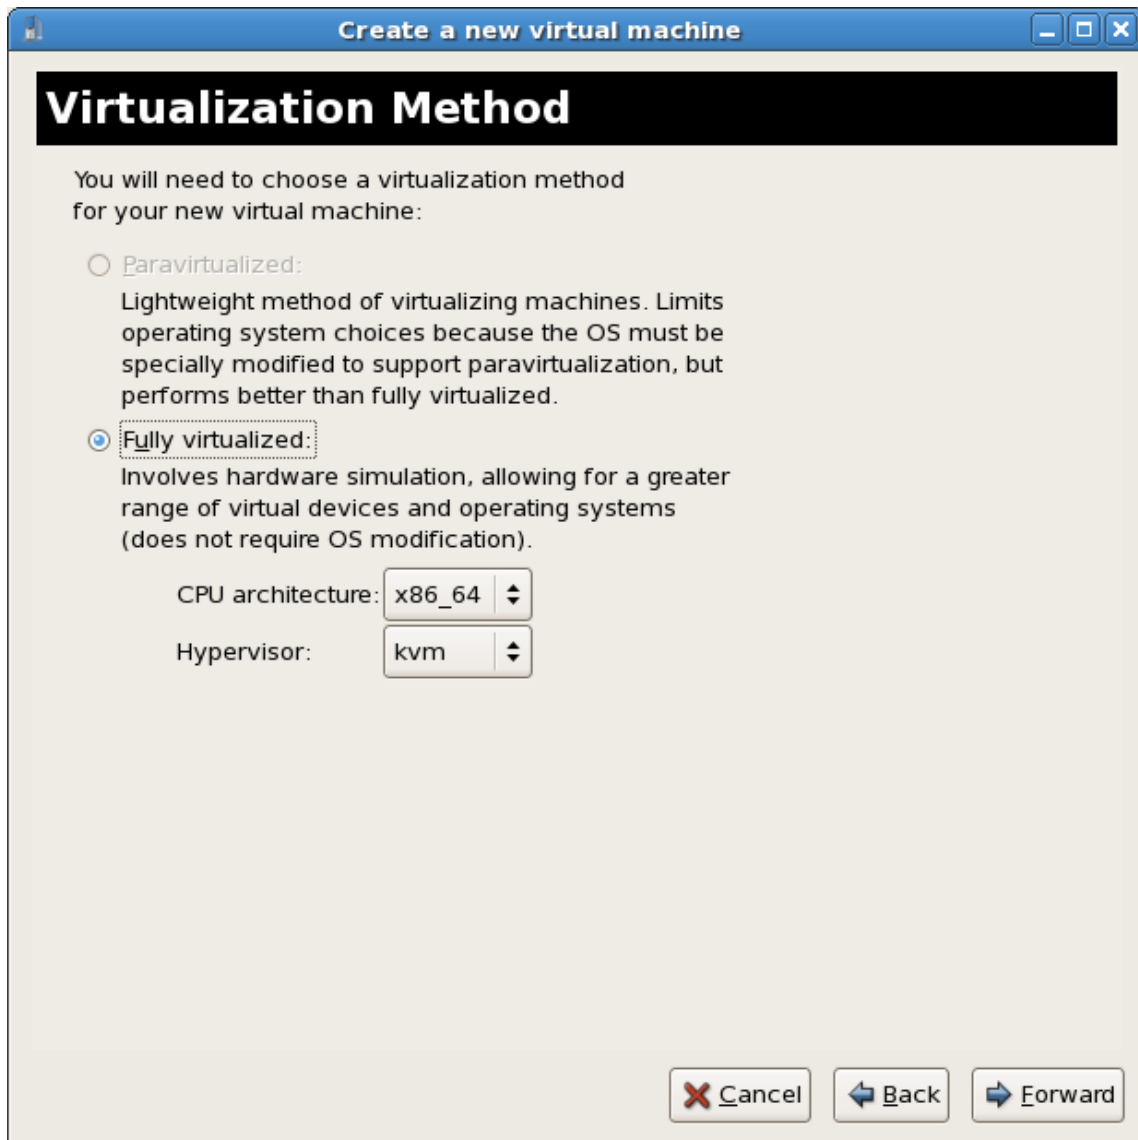 Create a new virtual machine
Virtualization Method
You will need to choose a virtualization method
for your new virtual machine:
Paravirtualized:
Lightweight method of virtualizing machines. Limits
operating system choices because the OS must be
specially modified to support paravirtualization, but
performs better than fully virtualized.
Fully virtualized:
Involves hardware simulation, allowing for a greater
range of virtual devices and operating systems
(does not require OS modification).
CPU architecture: x86_64
Hypervisor: kvm
Cancel Back Forward